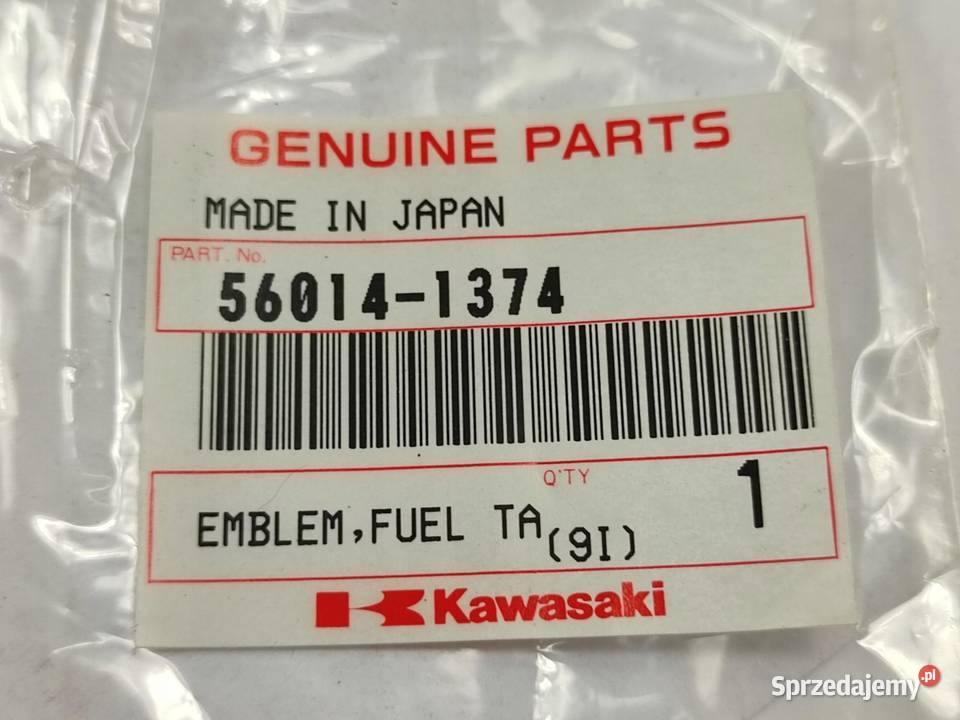 GENUINE PARTS
MADE IN JAPAN
PART. No.
56014-1374
Q'TY
1
EMBLEM,FUEL TA
(9I)
Kawasaki
Sprzedajemy.pl